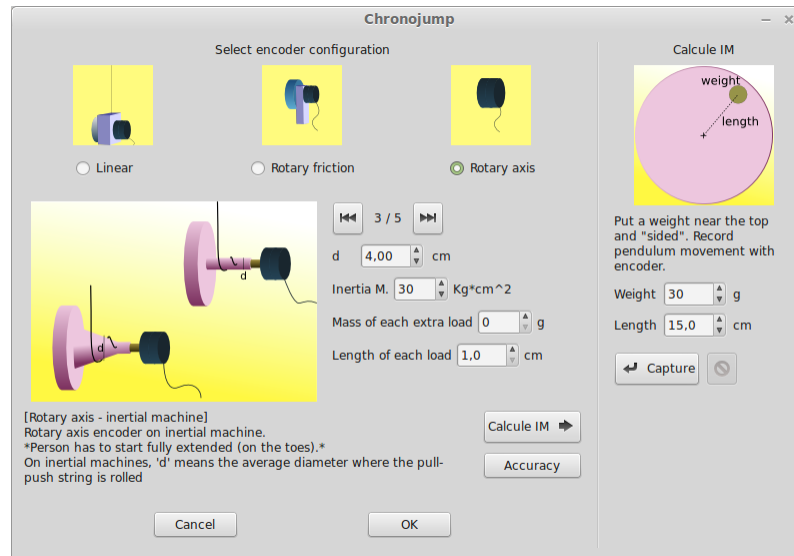 Chronojump
Select encoder configuration
Linear
Rotary friction
Rotary axis
d
d
3 / 5
d 4,00 cm
Inertia M. 30 Kg*cm^2
Mass of each extra load 0 g
Length of each load 1,0 cm
[Rotary axis - inertial machine]
Rotary axis encoder on inertial machine.
*Person has to start fully extended (on the toes).*
On inertial machines, 'd' means the average diameter where the pull-
push string is rolled
Calcule IM
Accuracy
Cancel
OK
Calcule IM
weight
length
Put a weight near the top
and "sided". Record
pendulum movement with
encoder.
Weight 30 g
Length 15,0 cm
Capture